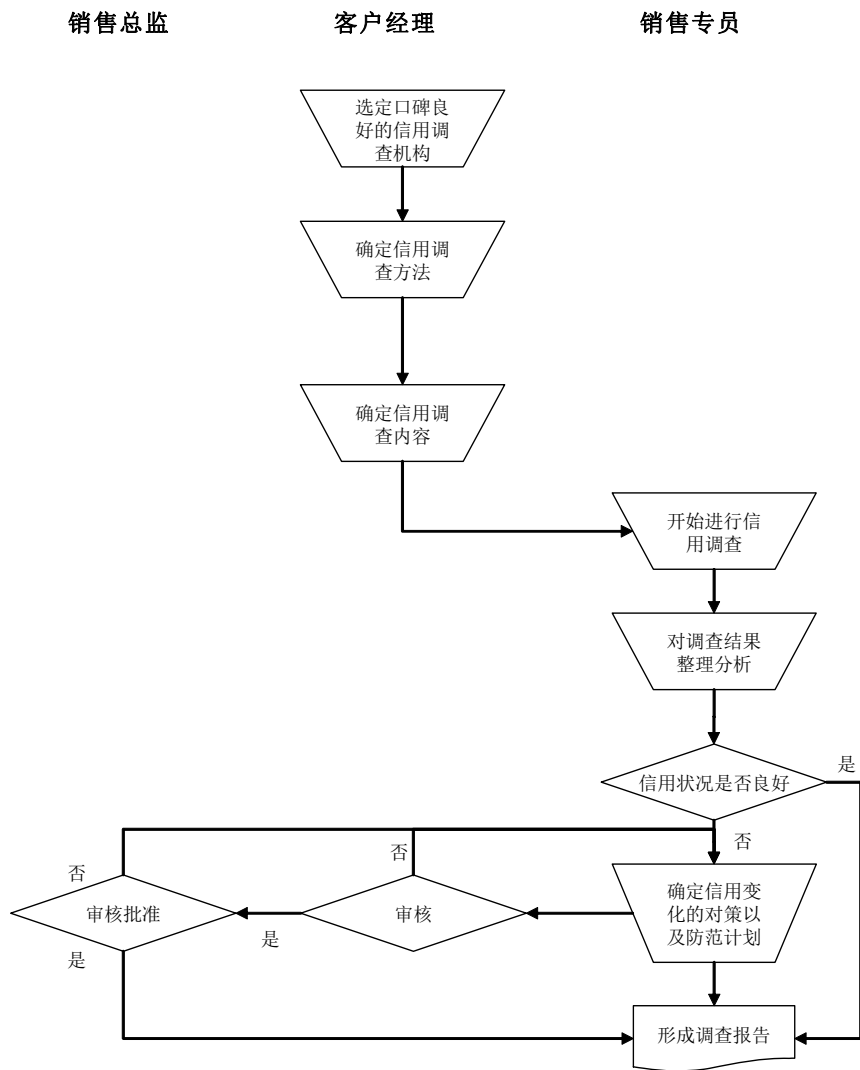 销售总监 客户经理 销售专员
选定口碑良
好的信用调
查机构
确定信用调
查方法
确定信用调
查内容
开始进行信
用调查
对调查结果
整理分析
信用状况是否良好
是
否
确定信用变
化的对策以
及防范计划
否
审核
是
否
审核批准
是
形成调查报告